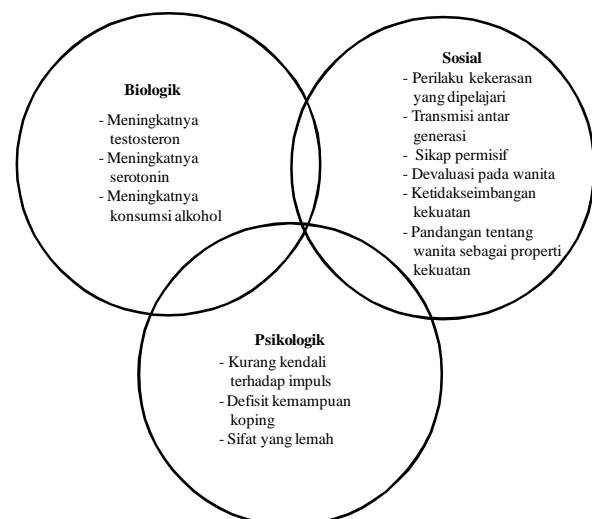 Biologik
- Meningkatnya
testosteron
- Meningkatnya
serotonin
- Meningkatnya
konsumsi alkohol
Sosial
- Perilaku kekerasan
yang dipelajari
- Transmisi antar
generasi
- Sikap permisif
- Devaluasi pada wanita
- Ketidakseimbangan
kekuatan
- Pandangan tentang
wanita sebagai properti
kekuatan
Psikologik
- Kurang kendali
terhadap impuls
- Defisit kemampuan
koping
- Sifat yang lemah